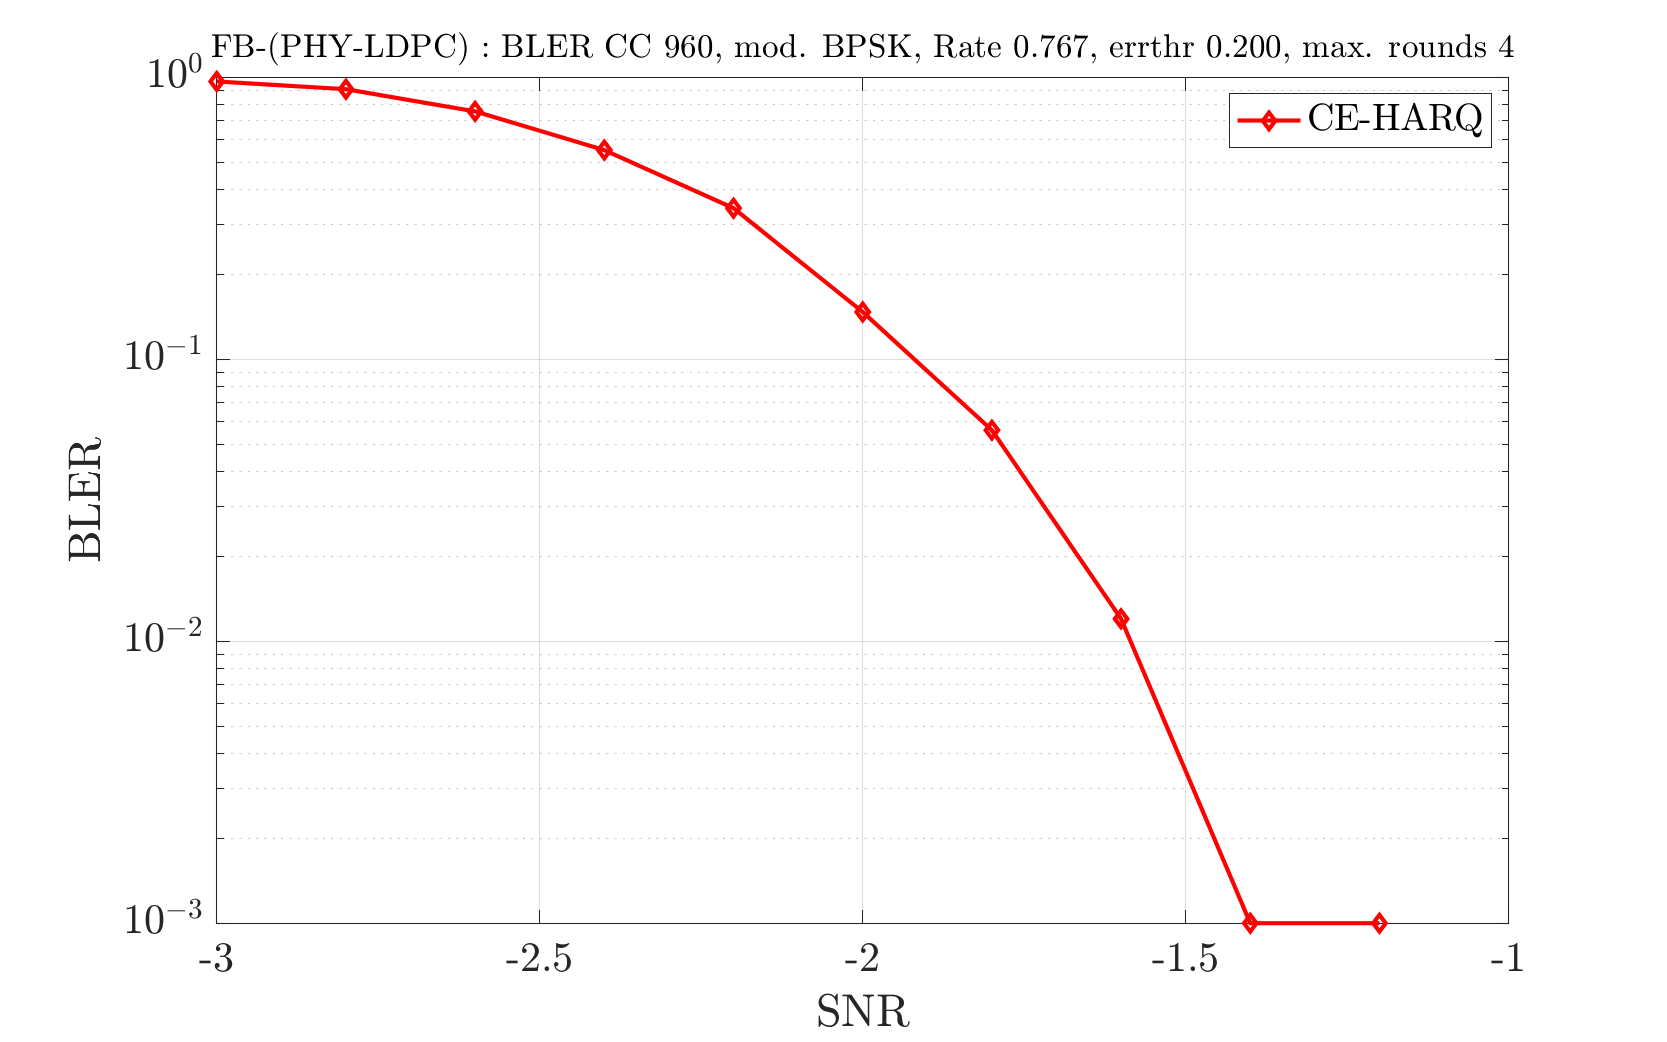 FB-(PHY-LDPC) : BLER CC 960, mod. BPSK, Rate 0.767, errthr 0.200, max. rounds 4
10^0
CE-HARQ
10^{-1}
BLER
10^{-2}
10^{-3}
-3 -2.5 -2 -1.5 -1
SNR